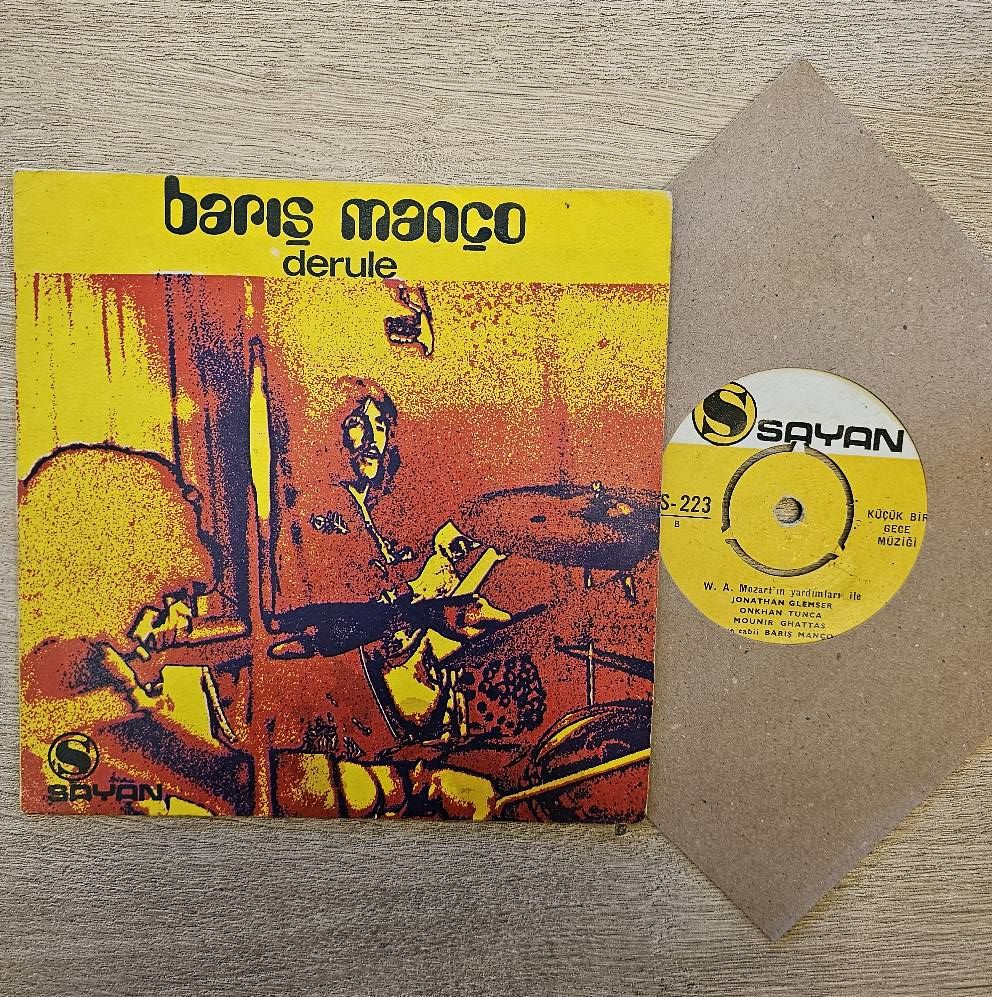 barış manço
derule
S
SAYAN
S
SAYAN
S-223
B
KÜÇÜK BİR
GECE
MÜZİĞİ
W. A. Mozart'ın yardımları ile
JONATHAN GLEMSER
ONKHAN TUNCA
MOUNIR GHATTAS
tabii BARIŞ MANÇO